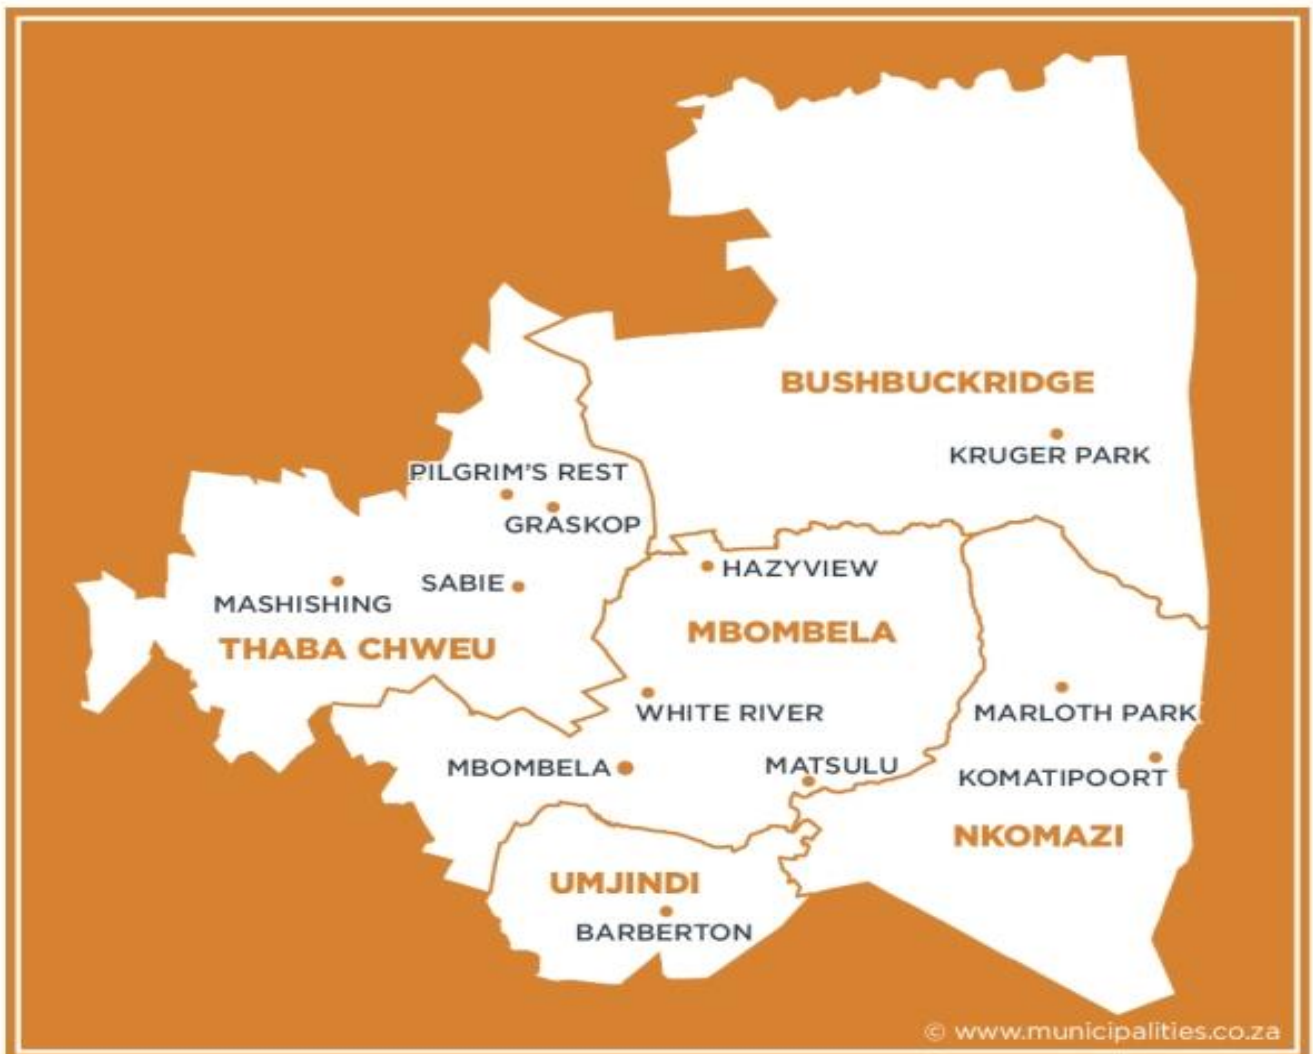 BUSHBUCKRIDGE
KRUGER PARK
PILGRIM'S REST
GRASKOP
HAZYVIEW
SABIE
MASHISHING
MBOMBELA
THABA CHWEU
WHITE RIVER
MARLOTH PARK
MBOMBELA
MATSULU
KOMATIPOORT
NKOMAZI
UMJINDI
BARBERTON
© www.municipalities.co.za